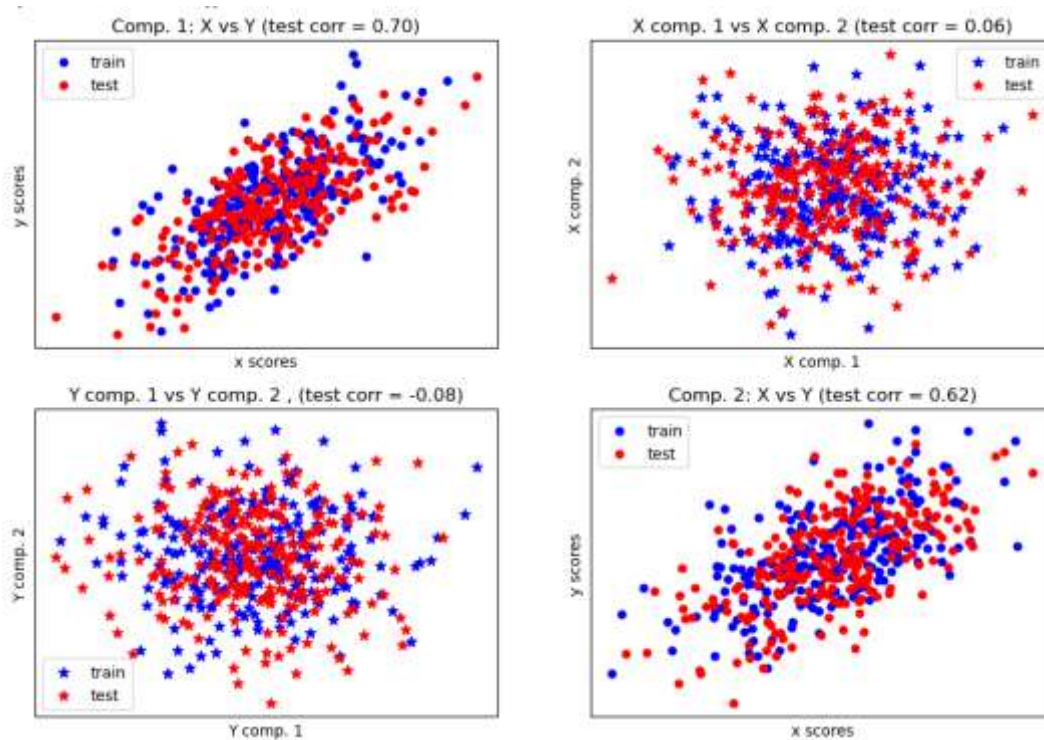 Comp. 1: X vs Y (test corr = 0.70)
train
test
y scores
x scores
X comp. 1 vs X comp. 2 (test corr = 0.06)
train
test
X comp. 2
X comp. 1
Y comp. 1 vs Y comp. 2 , (test corr = -0.08)
train
test
Y comp. 2
Y comp. 1
Comp. 2: X vs Y (test corr = 0.62)
train
test
y scores
x scores